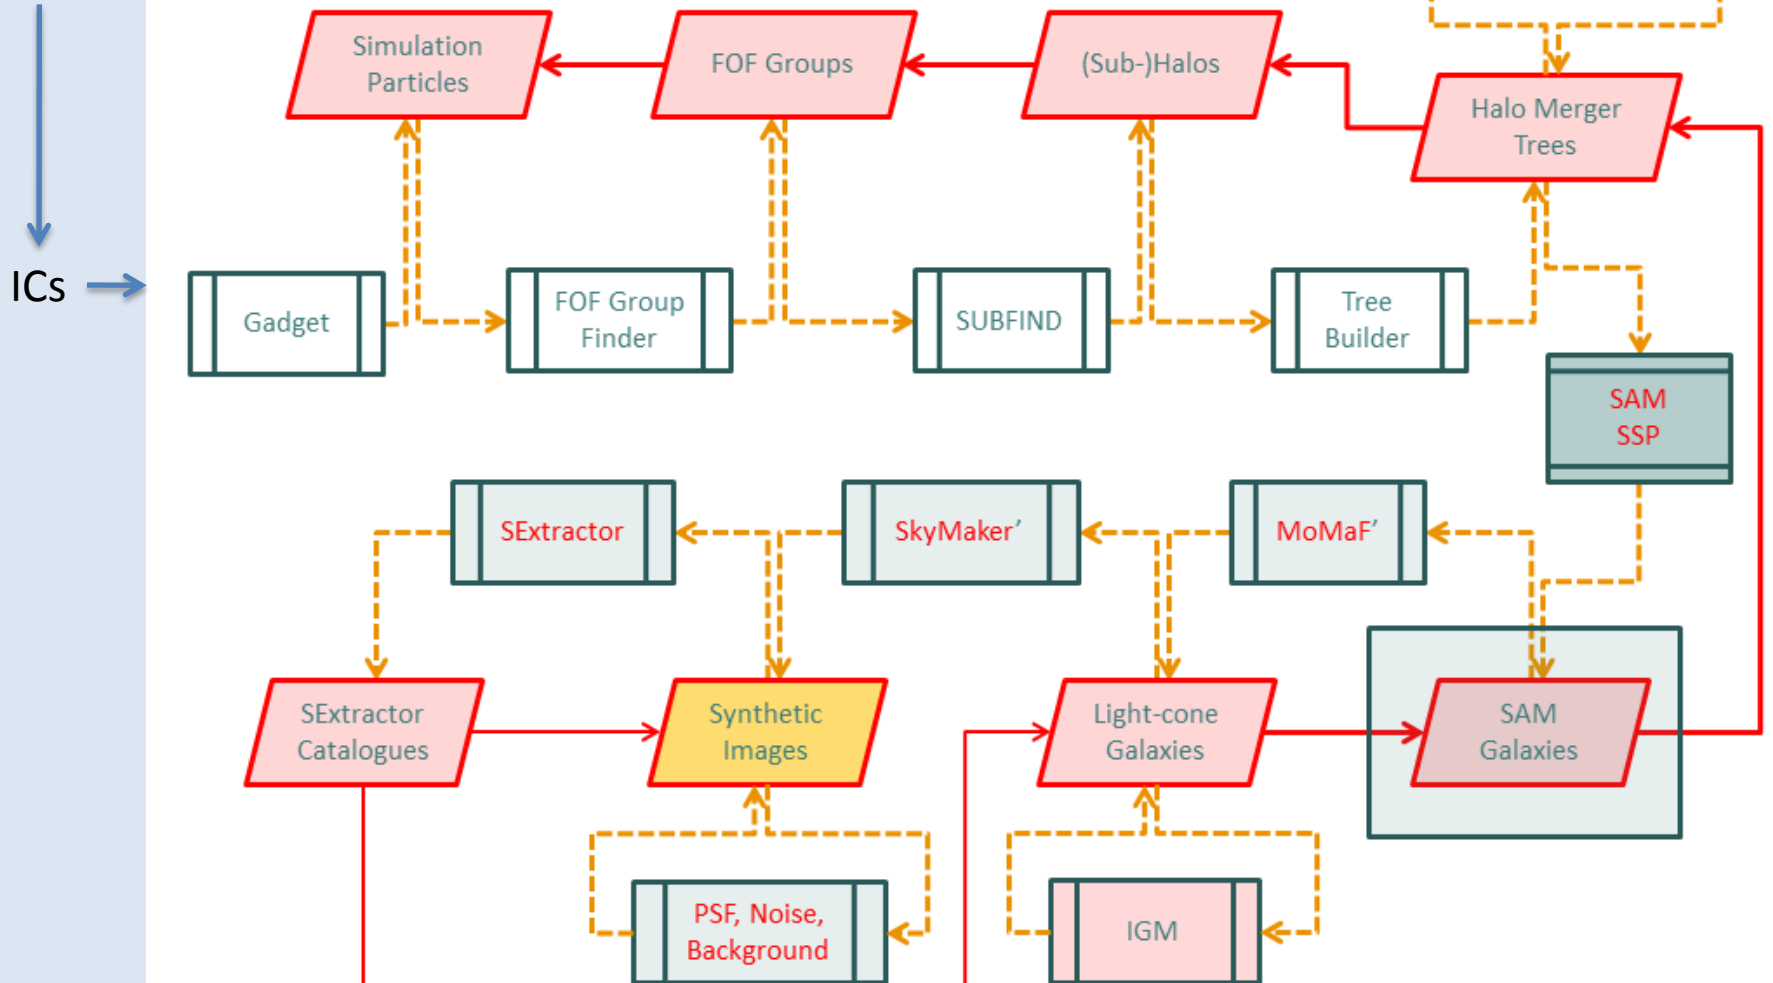 Simulation
Particles
FOF Groups
(Sub-)Halos
Halo Merger
Trees
ICs
Gadget
FOF Group
Finder
SUBFIND
Tree
Builder
SAM
SSP
SExtractor
SkyMaker’
MoMaF’
SExtractor
Catalogues
Synthetic
Images
Light-cone
Galaxies
SAM
Galaxies
PSF, Noise,
Background
IGM